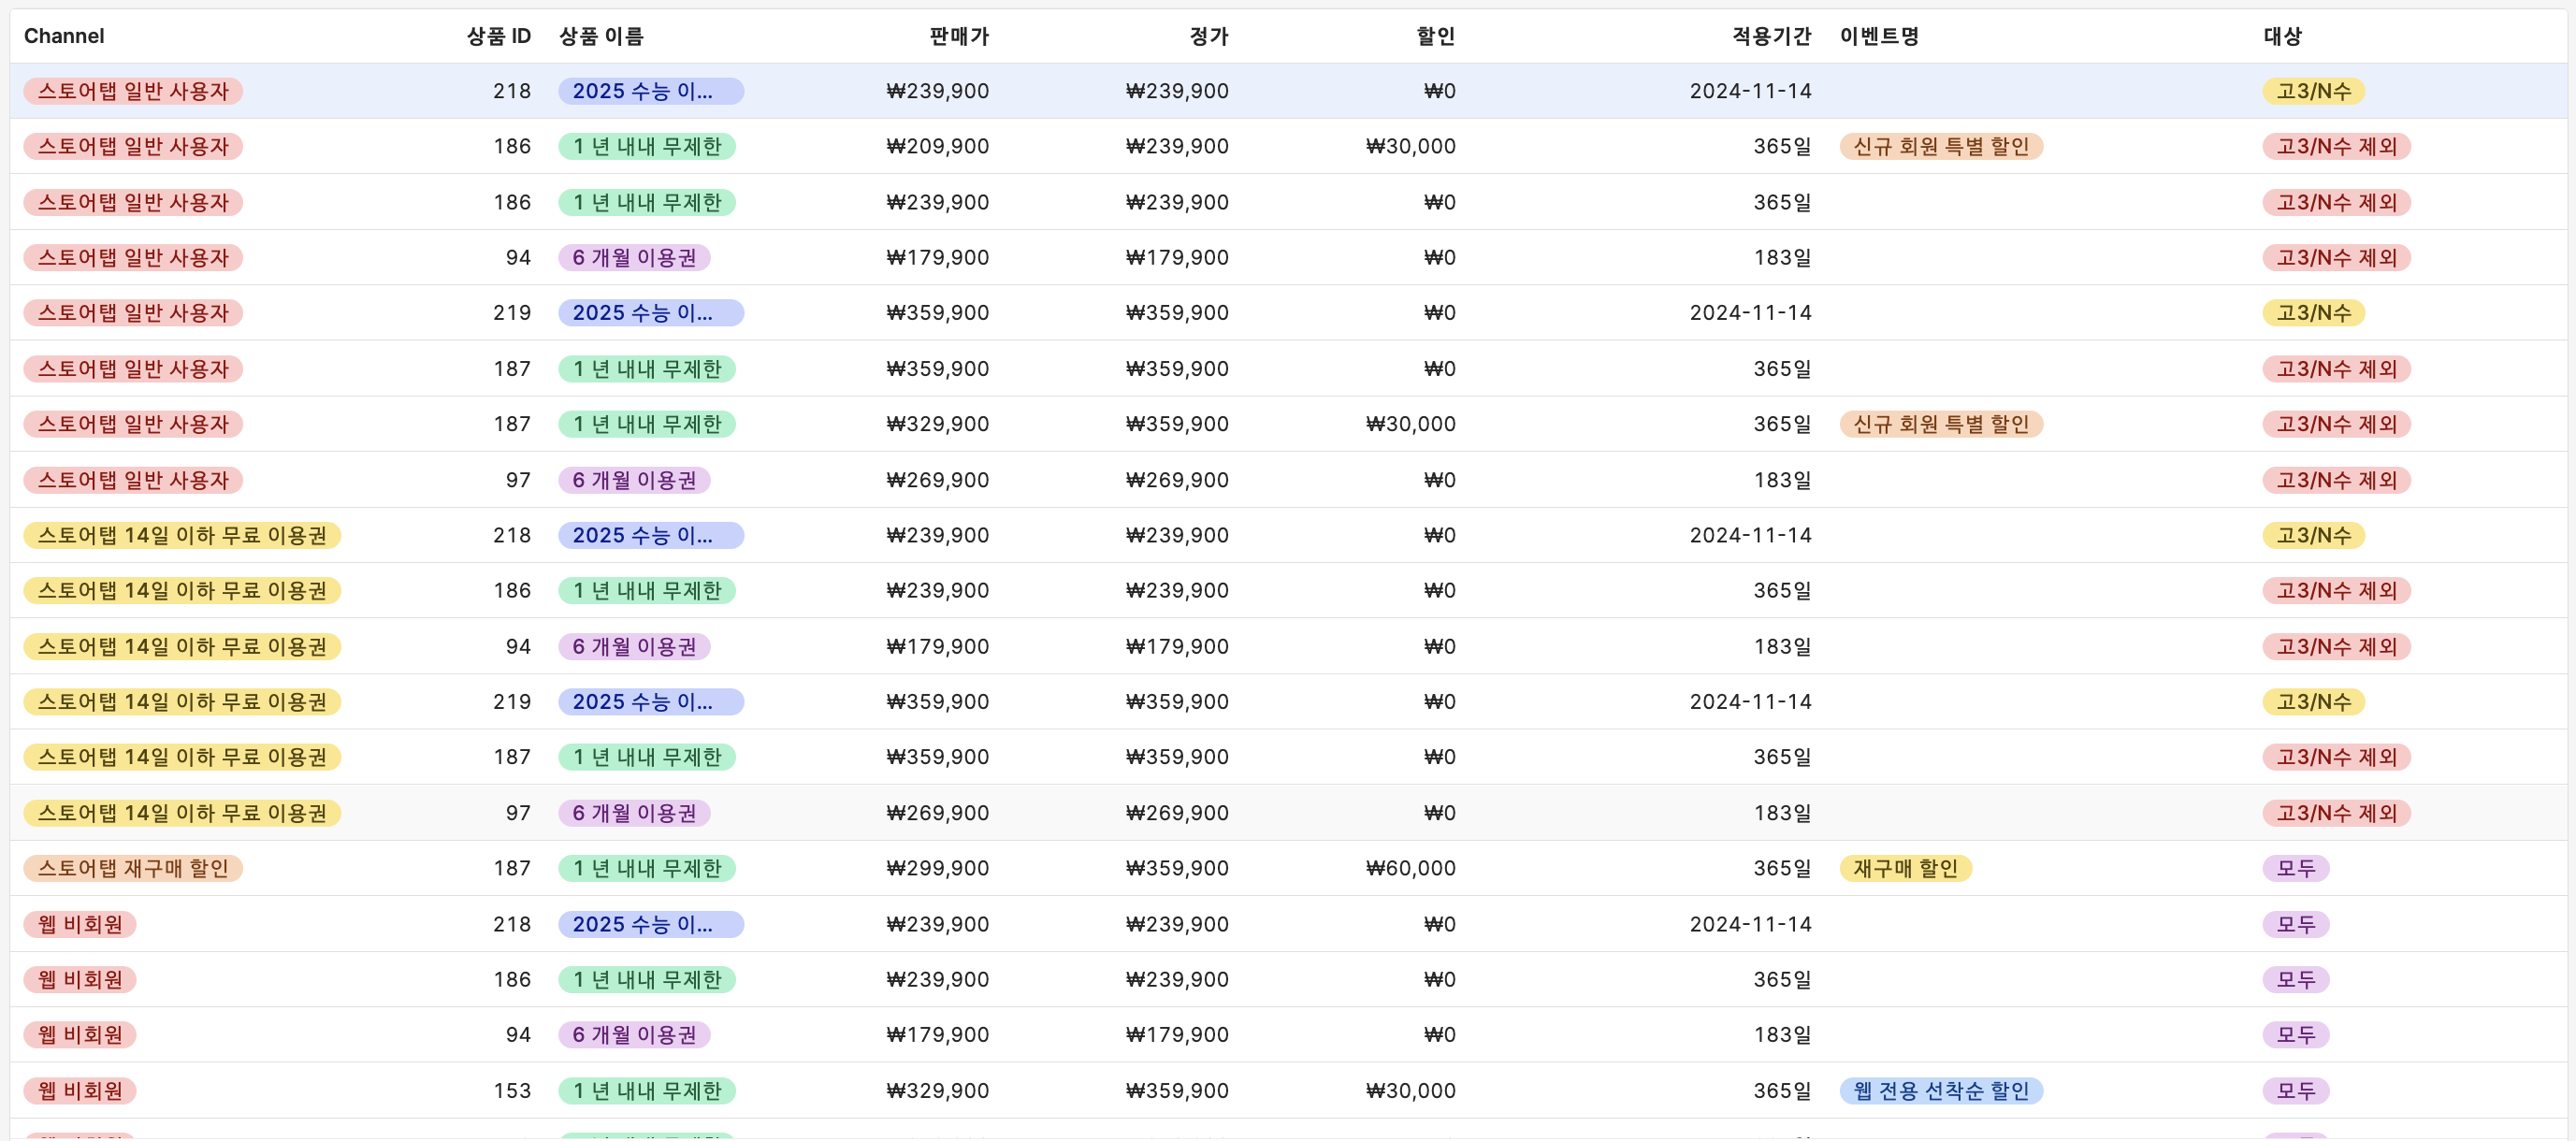 Channel 상품 ID 상품 이름 판매가 정가 할인 적용기간 이벤트명 대상
스토어탭 일반 사용자 218 2025 수능 이... ₩239,900 ₩239,900 ₩0 2024-11-14 고3/N수
스토어탭 일반 사용자 186 1 년 내내 무제한 ₩209,900 ₩239,900 ₩30,000 365일 신규 회원 특별 할인 고3/N수 제외
스토어탭 일반 사용자 186 1 년 내내 무제한 ₩239,900 ₩239,900 ₩0 365일 고3/N수 제외
스토어탭 일반 사용자 94 6 개월 이용권 ₩179,900 ₩179,900 ₩0 183일 고3/N수 제외
스토어탭 일반 사용자 219 2025 수능 이... ₩359,900 ₩359,900 ₩0 2024-11-14 고3/N수
스토어탭 일반 사용자 187 1 년 내내 무제한 ₩359,900 ₩359,900 ₩0 365일 고3/N수 제외
스토어탭 일반 사용자 187 1 년 내내 무제한 ₩329,900 ₩359,900 ₩30,000 365일 신규 회원 특별 할인 고3/N수 제외
스토어탭 일반 사용자 97 6 개월 이용권 ₩269,900 ₩269,900 ₩0 183일 고3/N수 제외
스토어탭 14일 이하 무료 이용권 218 2025 수능 이... ₩239,900 ₩239,900 ₩0 2024-11-14 고3/N수
스토어탭 14일 이하 무료 이용권 186 1 년 내내 무제한 ₩239,900 ₩239,900 ₩0 365일 고3/N수 제외
스토어탭 14일 이하 무료 이용권 94 6 개월 이용권 ₩179,900 ₩179,900 ₩0 183일 고3/N수 제외
스토어탭 14일 이하 무료 이용권 219 2025 수능 이... ₩359,900 ₩359,900 ₩0 2024-11-14 고3/N수
스토어탭 14일 이하 무료 이용권 187 1 년 내내 무제한 ₩359,900 ₩359,900 ₩0 365일 고3/N수 제외
스토어탭 14일 이하 무료 이용권 97 6 개월 이용권 ₩269,900 ₩269,900 ₩0 183일 고3/N수 제외
스토어탭 재구매 할인 187 1 년 내내 무제한 ₩299,900 ₩359,900 ₩60,000 365일 재구매 할인 모두
웹 비회원 218 2025 수능 이... ₩239,900 ₩239,900 ₩0 2024-11-14 모두
웹 비회원 186 1 년 내내 무제한 ₩239,900 ₩239,900 ₩0 365일 모두
웹 비회원 94 6 개월 이용권 ₩179,900 ₩179,900 ₩0 183일 모두
웹 비회원 153 1 년 내내 무제한 ₩329,900 ₩359,900 ₩30,000 365일 웹 전용 선착순 할인 모두